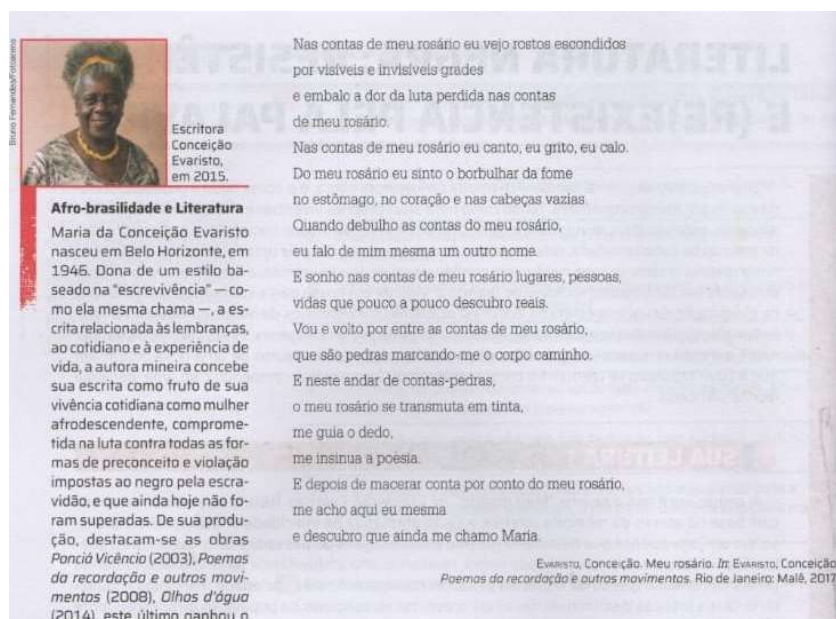 Bruno Fernandes/Fotoarena
Escritora
Conceição
Evaristo,
em 2015.
Afro-brasilidade e Literatura
Maria da Conceição Evaristo
nasceu em Belo Horizonte, em
1946. Dona de um estilo ba-
seado na "escrevivência" — co-
mo ela mesma chama —, a es-
crita relacionada às lembranças,
ao cotidiano e à experiência de
vida, a autora mineira concebe
sua escrita como fruto de sua
vivência cotidiana como mulher
afrodescendente, comprome-
tida na luta contra todas as for-
mas de preconceito e violação
impostas ao negro pela escra-
vidão, e que ainda hoje não fo-
ram superadas. De sua produ-
ção, destacam-se as obras
Ponciá Vicêncio (2003), Poemas
da recordação e outros movi-
mentos (2008), Olhos d'água
(2014), este último ganhou o
Nas contas de meu rosário eu vejo rostos escondidos
por visíveis e invisíveis grades
e embalo a dor da luta perdida nas contas
de meu rosário.
Nas contas de meu rosário eu canto, eu grito, eu calo.
Do meu rosário eu sinto o borbulhar da fome
no estômago, no coração e nas cabeças vazias.
Quando debulho as contas do meu rosário,
eu falo de mim mesma um outro nome.
E sonho nas contas de meu rosário lugares, pessoas,
vidas que pouco a pouco descubro reais.
Vou e volto por entre as contas de meu rosário,
que são pedras marcando-me o corpo caminho.
E neste andar de contas-pedras,
o meu rosário se transmuta em tinta,
me guia o dedo,
me insinua a poesia.
E depois de macerar conta por conto do meu rosário,
me acho aqui eu mesma
e descubro que ainda me chamo Maria.
Evaristo, Conceição. Meu rosário. In: Evaristo, Conceição
Poemas da recordação e outros movimentos. Rio de Janeiro: Malê, 2017